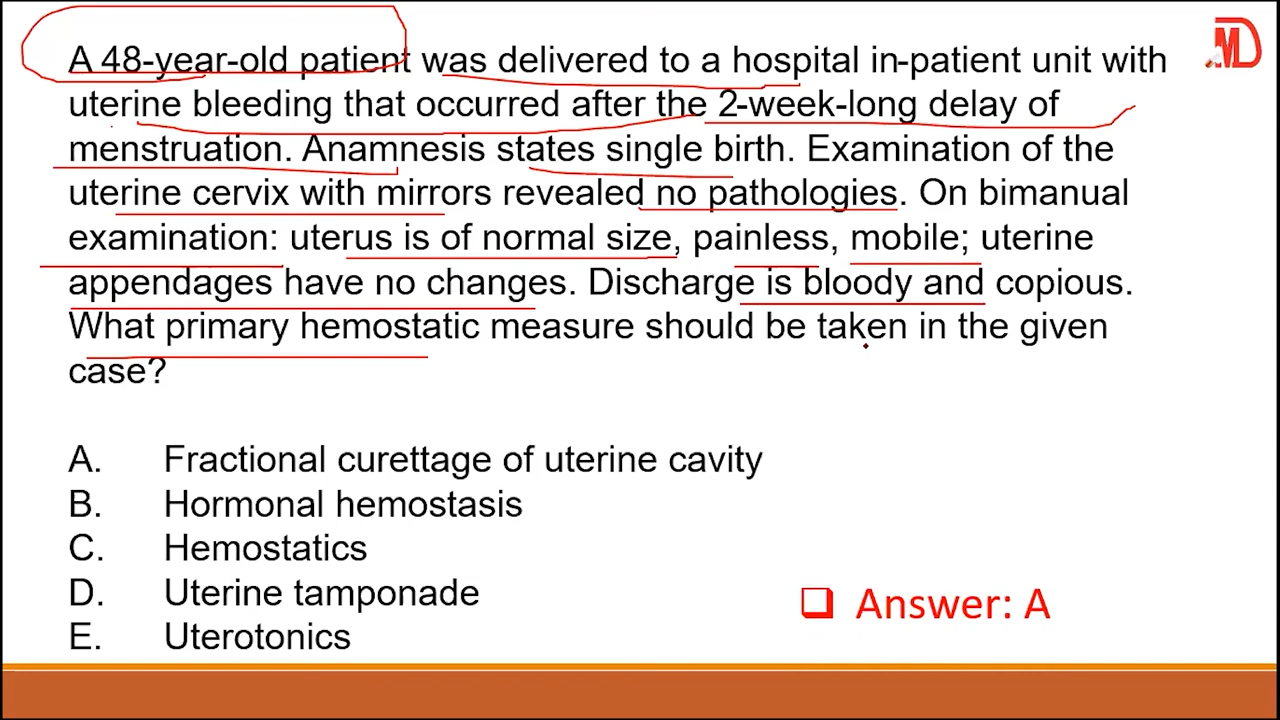 A 48-year-old patient was delivered to a hospital in-patient unit with
uterine bleeding that occurred after the 2-week-long delay of
menstruation. Anamnesis states single birth. Examination of the
uterine cervix with mirrors revealed no pathologies. On bimanual
examination: uterus is of normal size, painless, mobile; uterine
appendages have no changes. Discharge is bloody and copious.
What primary hemostatic measure should be taken in the given
case?
A. Fractional curettage of uterine cavity
B. Hormonal hemostasis
C. Hemostatics
D. Uterine tamponade
E. Uterotonics
Answer: A
MD